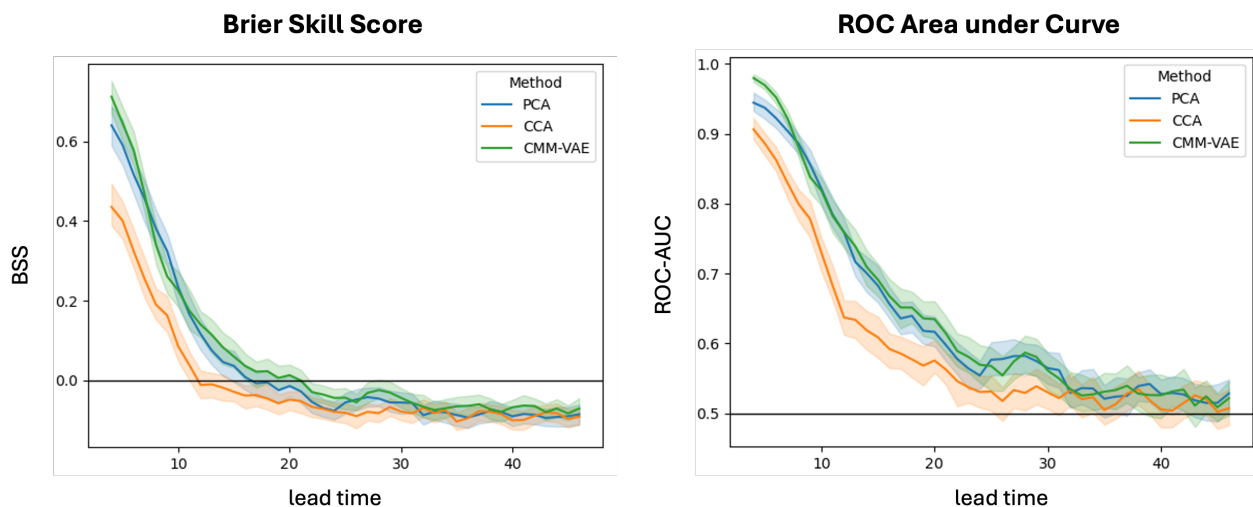 Brier Skill Score
BSS
0.6
0.4
0.2
0.0
10
20
30
40
lead time
Method
PCA
CCA
CMM-VAE
ROC Area under Curve
ROC-AUC
1.0
0.9
0.8
0.7
0.6
0.5
10
20
30
40
lead time
Method
PCA
CCA
CMM-VAE